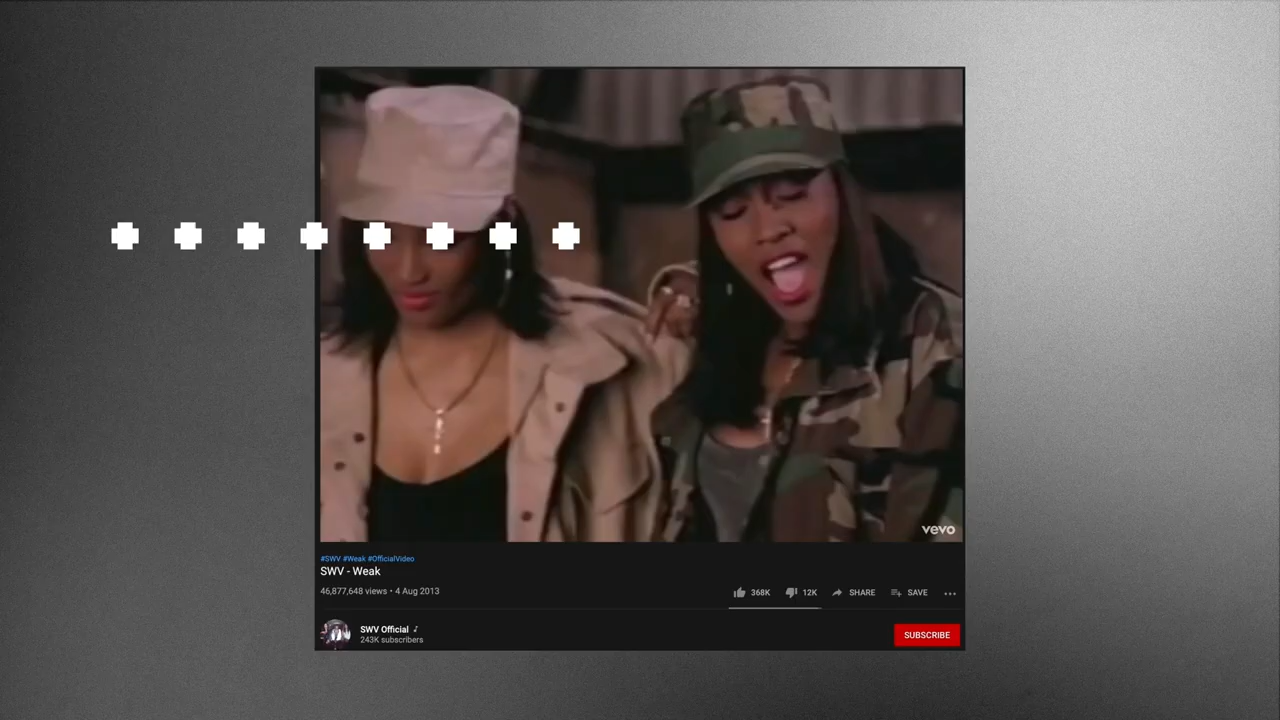 vevo
#SWV #Weak #OfficialVideo
SWV - Weak
46,877,648 views • 4 Aug 2013
368K 12K SHARE SAVE
SWV Official
243K subscribers
SUBSCRIBE